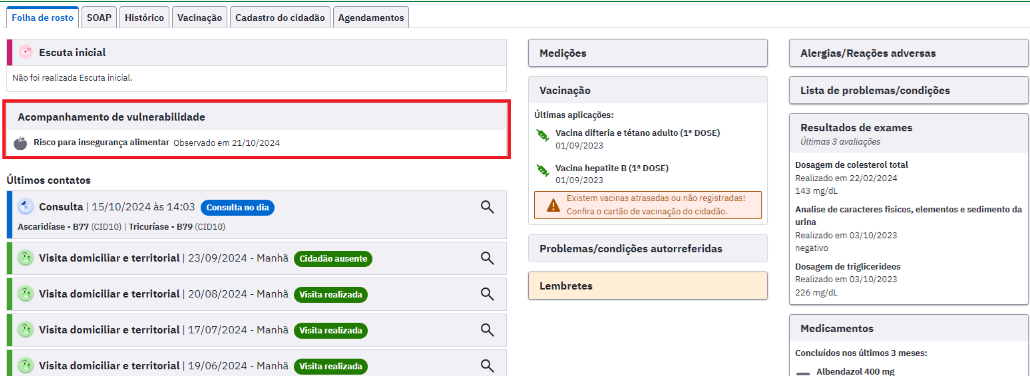 Folha de rosto
SOAP
Histórico
Vacinação
Cadastro do cidadão
Agendamentos
Escuta inicial
Não foi realizada Escuta inicial.
Acompanhamento de vulnerabilidade
Risco para insegurança alimentar Observado em 21/10/2024
Últimos contatos
Consulta | 15/10/2024 às 14:03 Consulta no dia
Ascaridíase - B77 (CID10) | Tricuríase - B79 (CID10)
Visita domiciliar e territorial | 23/09/2024 - Manhã Cidadão ausente
Visita domiciliar e territorial | 20/08/2024 - Manhã Visita realizada
Visita domiciliar e territorial | 17/07/2024 - Manhã Visita realizada
Visita domiciliar e territorial | 19/06/2024 - Manhã Visita realizada
Medições
Vacinação
Últimas aplicações:
Vacina difteria e tétano adulto (1ª DOSE)
01/09/2023
Vacina hepatite B (1ª DOSE)
01/09/2023
Existem vacinas atrasadas ou não registradas!
Confira o cartão de vacinação do cidadão.
Problemas/condições autorreferidas
Lembretes
Alergias/Reações adversas
Lista de problemas/condições
Resultados de exames
Últimas 3 avaliações
Dosagem de colesterol total
Realizado em 22/02/2024
143 mg/dL
Analise de caracteres fisicos, elementos e sedimento da
urina
Realizado em 03/10/2023
negativo
Dosagem de triglicerideos
Realizado em 03/10/2023
226 mg/dL
Medicamentos
Concluídos nos últimos 3 meses:
Albendazol 400 mg